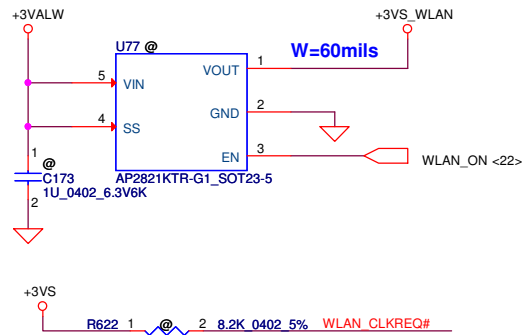 +3VALW
+3VS_WLAN
U77 @
W=60mils
5 VIN
VOUT 1
4 SS
GND 2
EN 3
WLAN_ON <22>
AP2821KTR-G1_SOT23-5
1
@
C173
1U_0402_6.3V6K
2
+3VS
R622 1 @ 2 8.2K_0402_5% WLAN_CLKREQ#